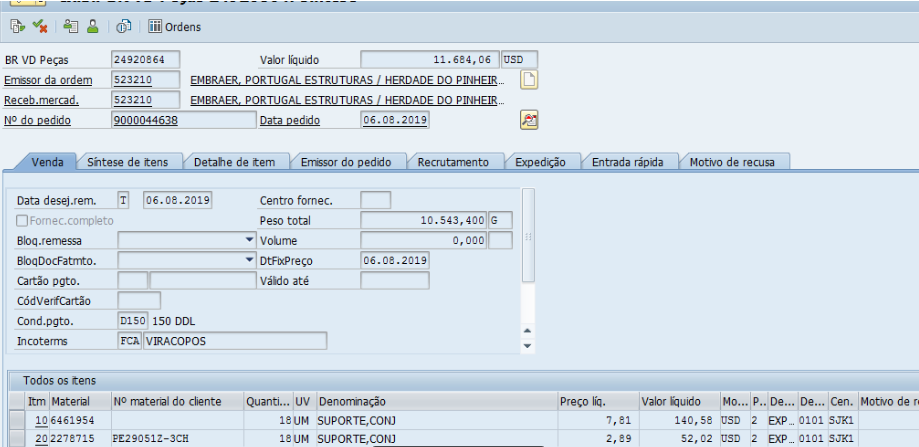 Ordens
BR VD Peças 24920864 Valor líquido 11.684,06 USD
Emissor da ordem 523210 EMBRAER, PORTUGAL ESTRUTURAS / HERDADE DO PINHEIR...
Receb.mercad. 523210 EMBRAER, PORTUGAL ESTRUTURAS / HERDADE DO PINHEIR...
Nº do pedido 9000044638 Data pedido 06.08.2019
Venda Síntese de itens Detalhe de item Emissor do pedido Recrutamento Expedição Entrada rápida Motivo de recusa
Data desej.rem. T 06.08.2019 Centro fornec.
Fornec.completo Peso total 10.543,400 G
Bloq.remessa Volume 0,000
BloqDocFatmto. DtFixPreço 06.08.2019
Cartão pgto. Válido até
CódVerifCartão
Cond.pgto. D150 150 DDL
Incoterms FCA VIRACOPOS
Todos os itens
Itm Material Nº material do cliente Quanti... UV Denominação Preço líq. Valor líquido Mo... P.. De... De... Cen. Motivo de r
10 6461954 18 UM SUPORTE,CONJ 7,81 140,58 USD 2 EXP... 0101 SJK1
20 2278715 PE29051Z-3CH 18 UM SUPORTE,CONJ 2,89 52,02 USD 2 EXP... 0101 SJK1